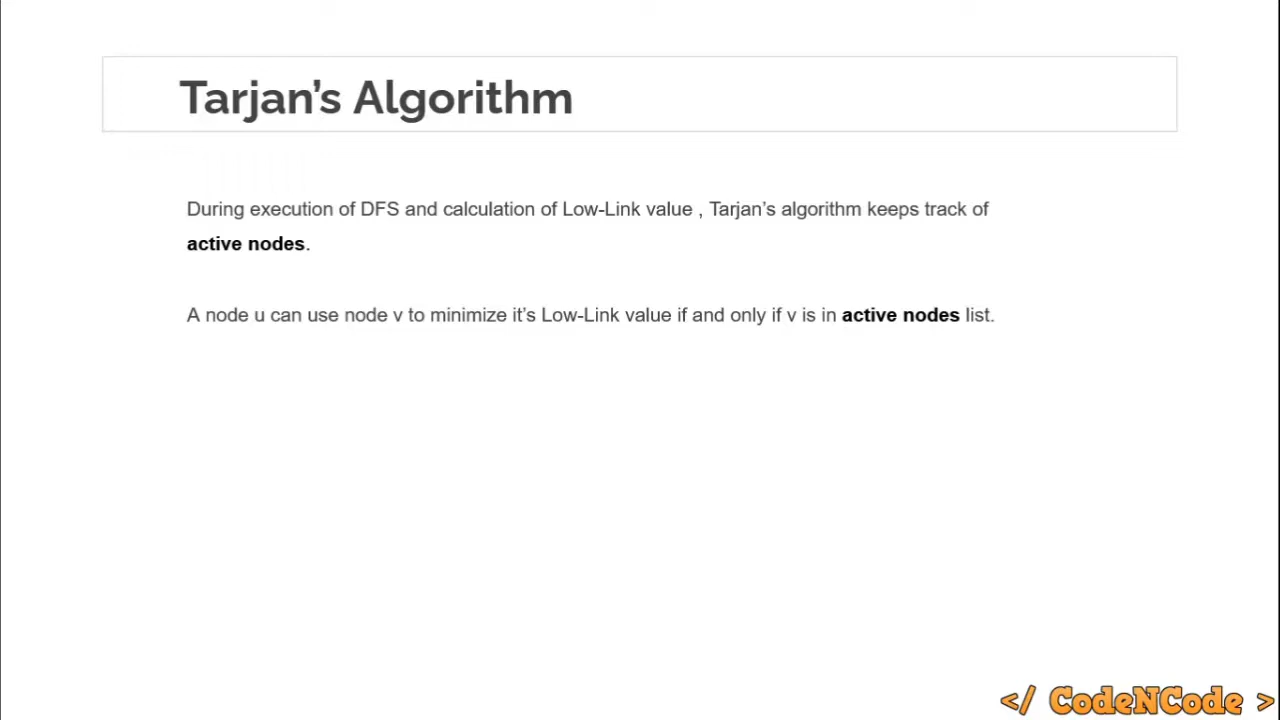 Tarjan’s Algorithm
During execution of DFS and calculation of Low-Link value , Tarjan’s algorithm keeps track of
active nodes.
A node u can use node v to minimize it’s Low-Link value if and only if v is in active nodes list.
</ CodeNCode >